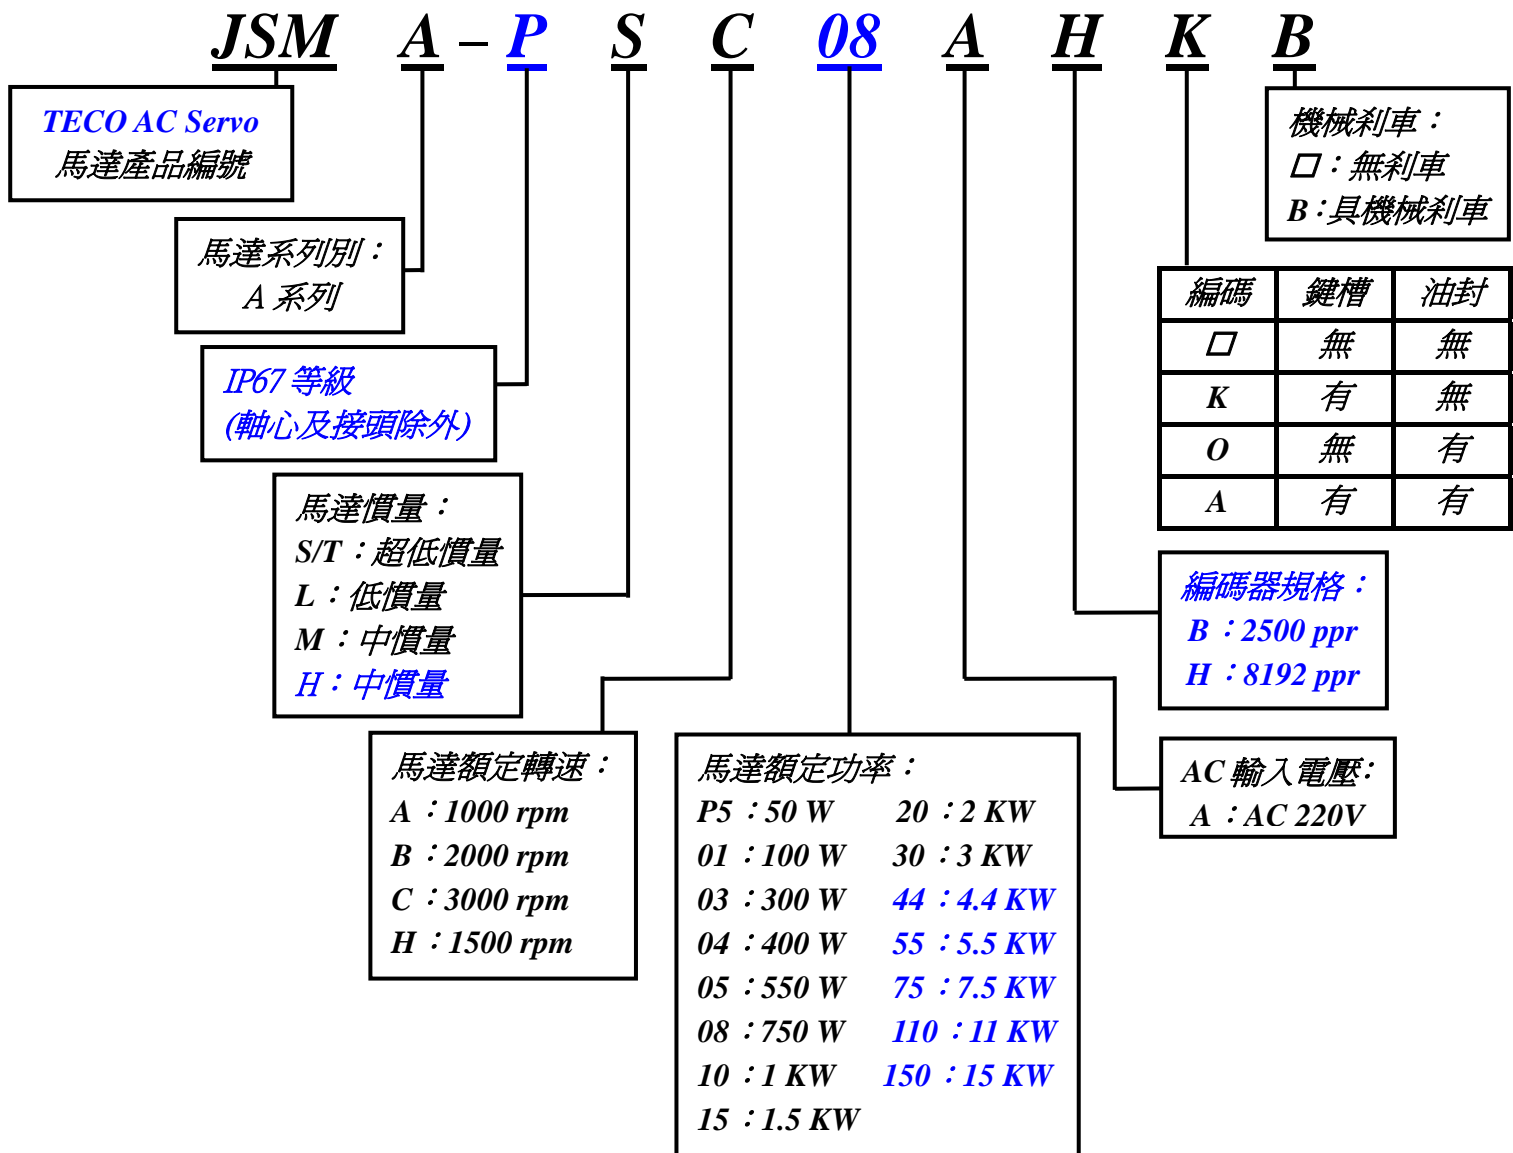 JSM A – P S C 08 A H K B
TECO AC Servo
馬達產品編號
馬達系列別：
A 系列
IP67 等級
(軸心及接頭除外)
馬達慣量：
S/T：超低慣量
L：低慣量
M：中慣量
H：中慣量
馬達額定轉速：
A：1000 rpm
B：2000 rpm
C：3000 rpm
H：1500 rpm
馬達額定功率：
P5：50 W 20：2 KW
01：100 W 30：3 KW
03：300 W 44：4.4 KW
04：400 W 55：5.5 KW
05：550 W 75：7.5 KW
08：750 W 110：11 KW
10：1 KW 150：15 KW
15：1.5 KW
AC 輸入電壓：
A：AC 220V
編碼器規格：
B：2500 ppr
H：8192 ppr
編碼 鍵槽 油封
□ 無 無
K 有 無
O 無 有
A 有 有
機械剎車：
□：無剎車
B：具機械剎車